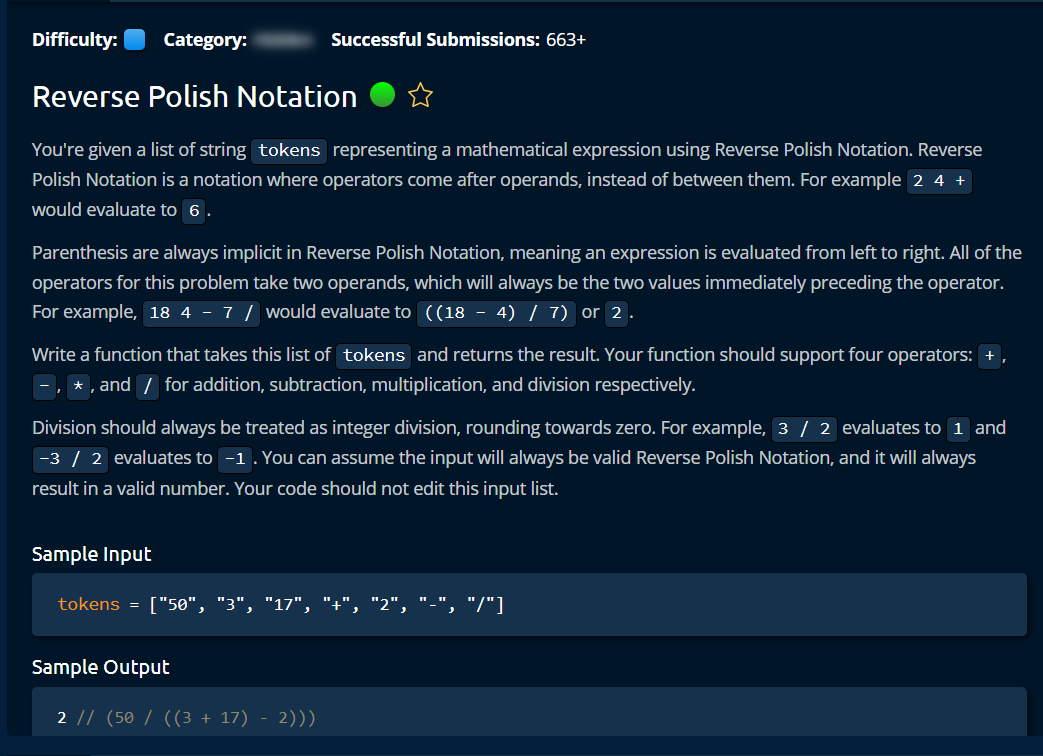 Difficulty: Category: Successful Submissions: 663+
Reverse Polish Notation
You're given a list of string tokens representing a mathematical expression using Reverse Polish Notation. Reverse
Polish Notation is a notation where operators come after operands, instead of between them. For example 2 4 +
would evaluate to 6.
Parenthesis are always implicit in Reverse Polish Notation, meaning an expression is evaluated from left to right. All of the
operators for this problem take two operands, which will always be the two values immediately preceding the operator.
For example, 18 4 - 7 / would evaluate to ((18 - 4) / 7) or 2.
Write a function that takes this list of tokens and returns the result. Your function should support four operators: +,
-, *, and / for addition, subtraction, multiplication, and division respectively.
Division should always be treated as integer division, rounding towards zero. For example, 3 / 2 evaluates to 1 and
-3 / 2 evaluates to -1. You can assume the input will always be valid Reverse Polish Notation, and it will always
result in a valid number. Your code should not edit this input list.
Sample Input
tokens = ["50", "3", "17", "+", "2", "-", "/"]
Sample Output
2 // (50 / ((3 + 17) - 2)))